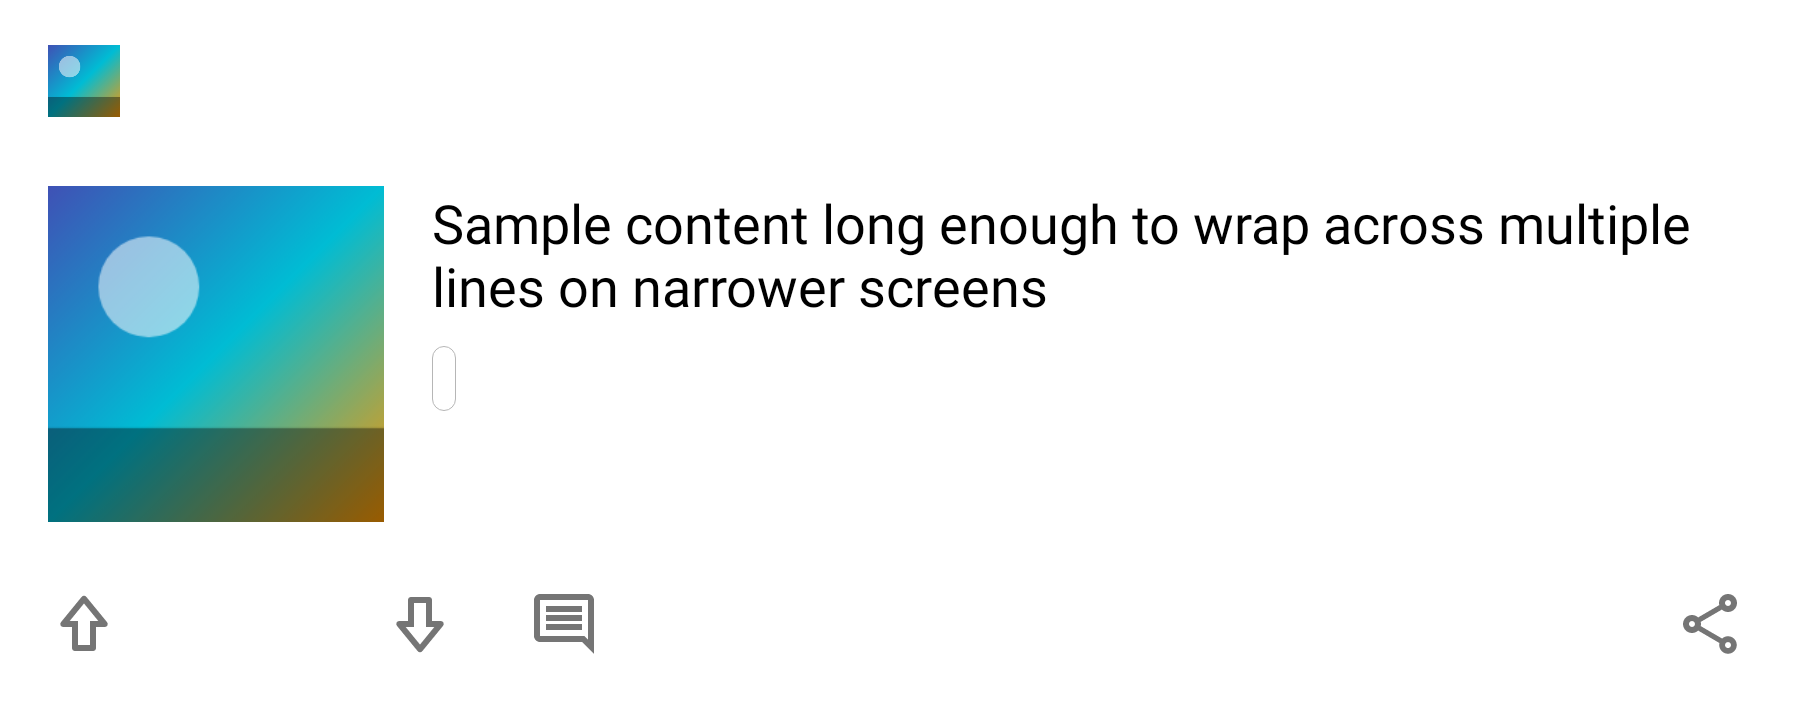 Sample content long enough to wrap across multiple
lines on narrower screens